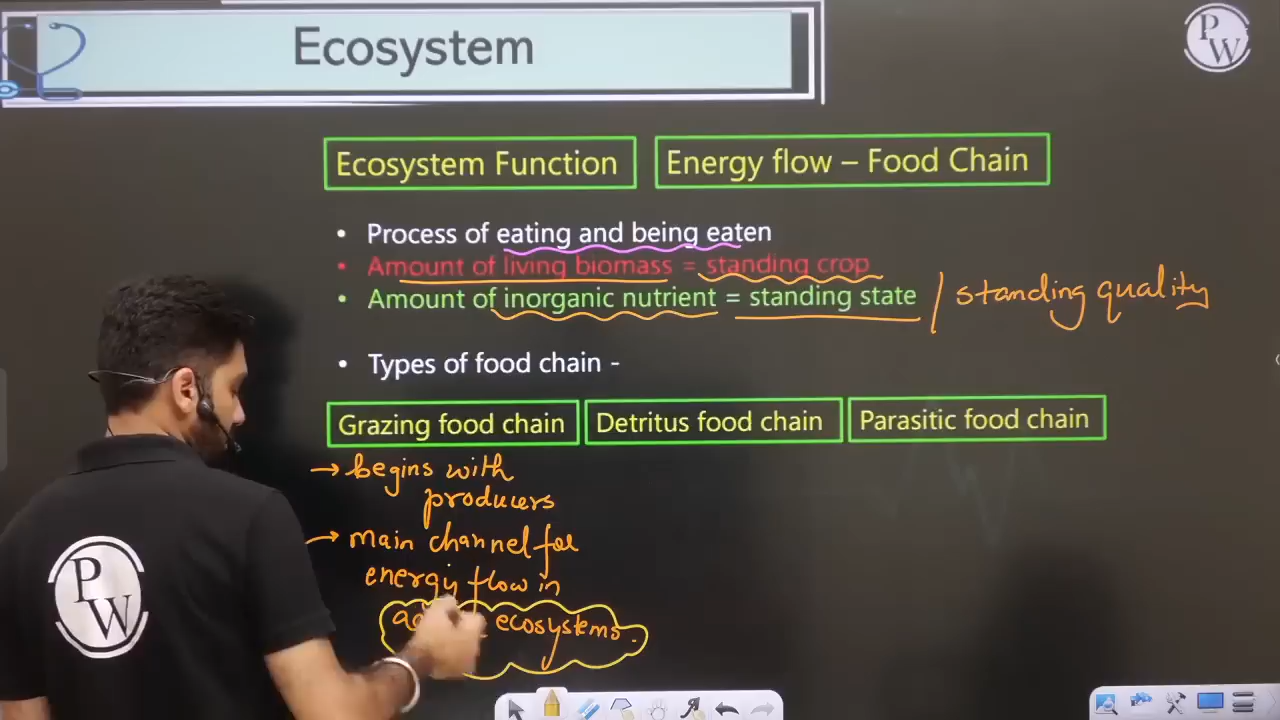 Ecosystem
PW
Ecosystem Function
Energy flow – Food Chain
• Process of eating and being eaten
• Amount of living biomass = standing crop
• Amount of inorganic nutrient = standing state / standing quality
• Types of food chain -
Grazing food chain
Detritus food chain
Parasitic food chain
→ begins with
producers
→ main channel for
energy flow in
ecosystems.
PW